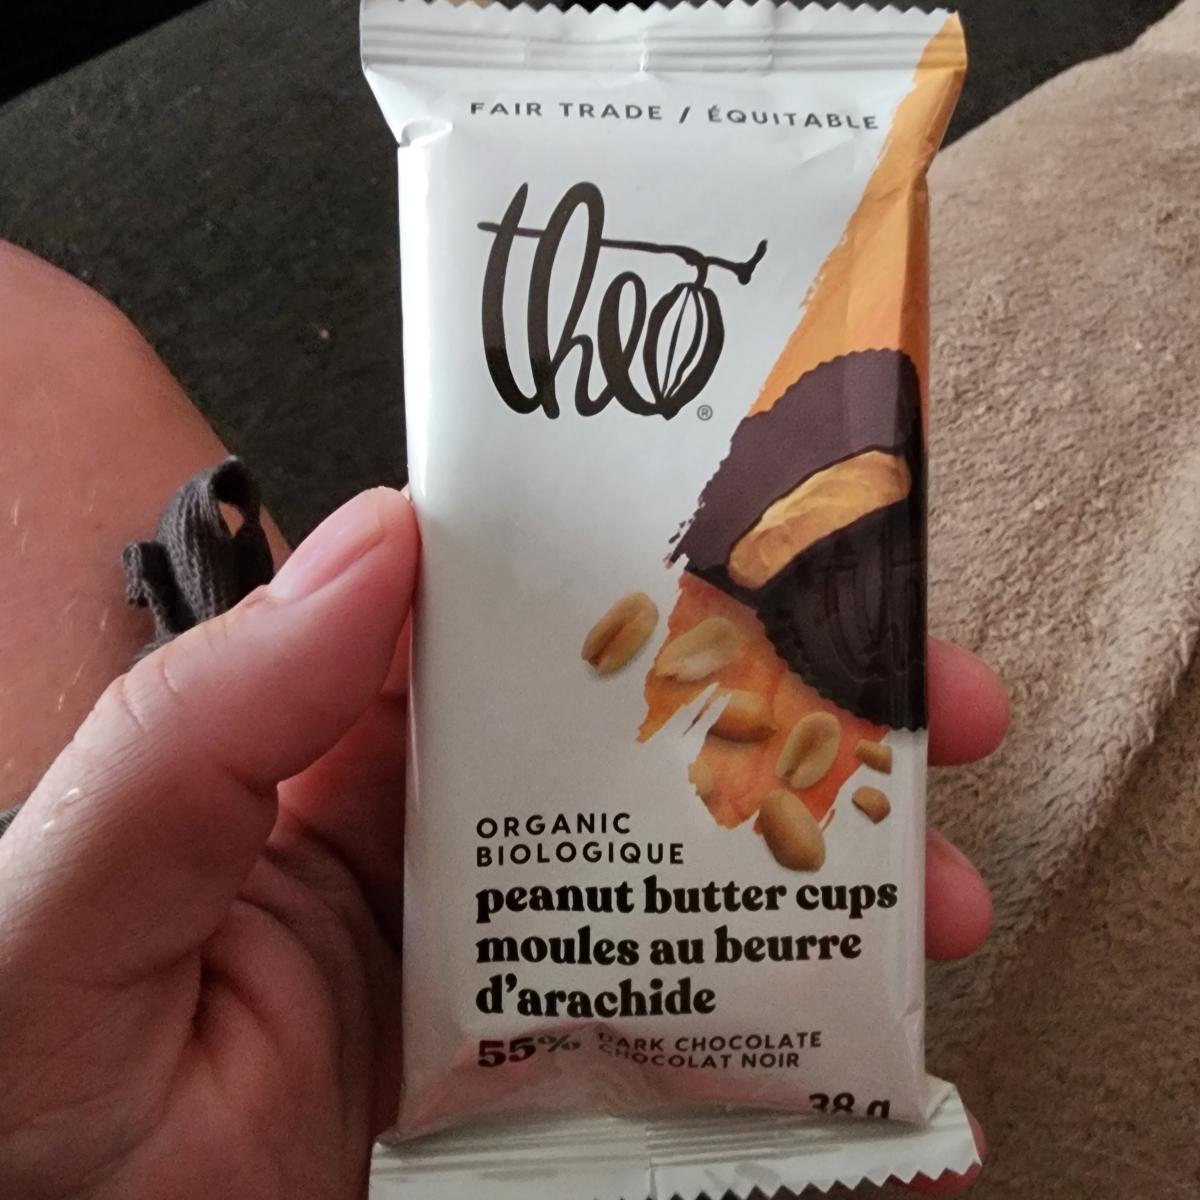 FAIR TRADE / ÉQUITABLE
theo®
ORGANIC
BIOLOGIQUE
peanut butter cups
moules au beurre
d'arachide
55% DARK CHOCOLATE
CHOCOLAT NOIR
38 g